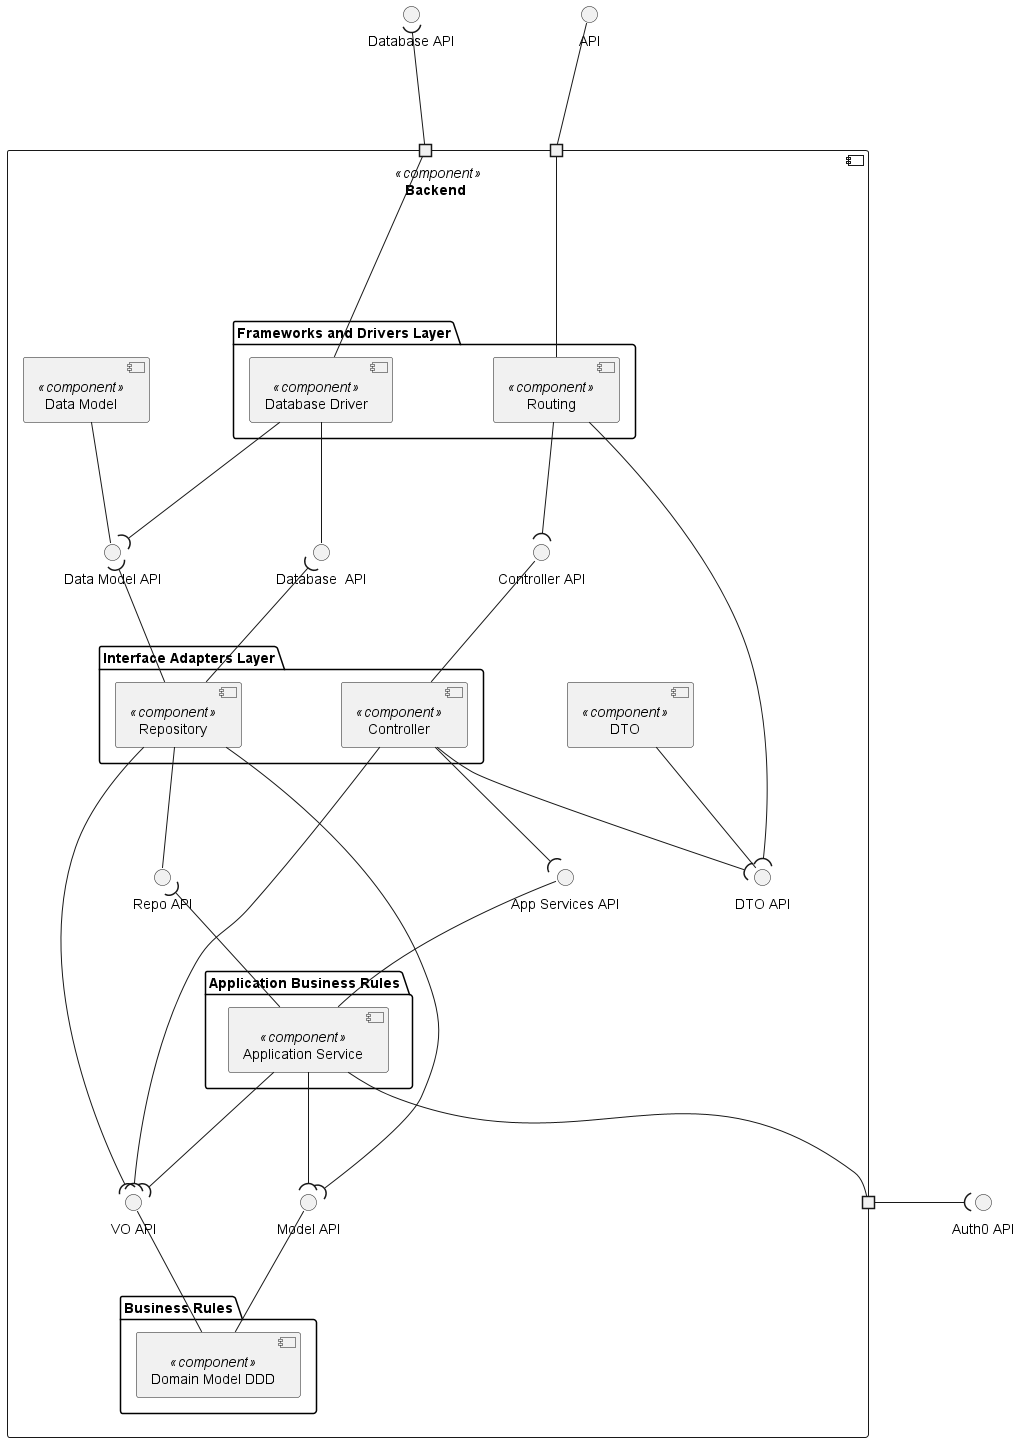 Database API
API
«component»
Backend
Frameworks and Drivers Layer
«component»
Data Model
«component»
Database Driver
«component»
Routing
Data Model API
Database  API
Controller API
Interface Adapters Layer
«component»
Repository
«component»
Controller
«component»
DTO
Repo API
App Services API
DTO API
Application Business Rules
«component»
Application Service
VO API
Model API
Auth0 API
Business Rules
«component»
Domain Model DDD